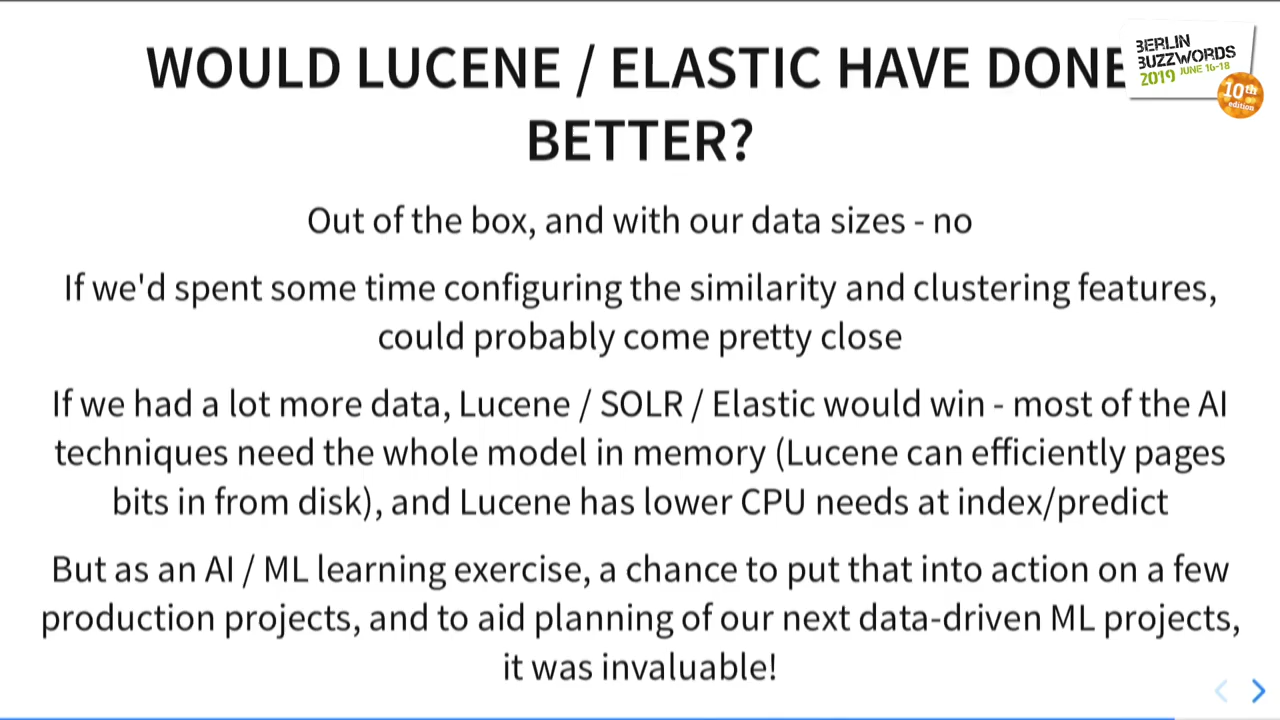 WOULD LUCENE / ELASTIC HAVE DONE
BETTER?
BERLIN
BUZZWORDS
2019 JUNE 16-18
10th
edition
Out of the box, and with our data sizes - no
If we'd spent some time configuring the similarity and clustering features,
could probably come pretty close
If we had a lot more data, Lucene / SOLR / Elastic would win - most of the AI
techniques need the whole model in memory (Lucene can efficiently pages
bits in from disk), and Lucene has lower CPU needs at index/predict
But as an AI / ML learning exercise, a chance to put that into action on a few
production projects, and to aid planning of our next data-driven ML projects,
it was invaluable!